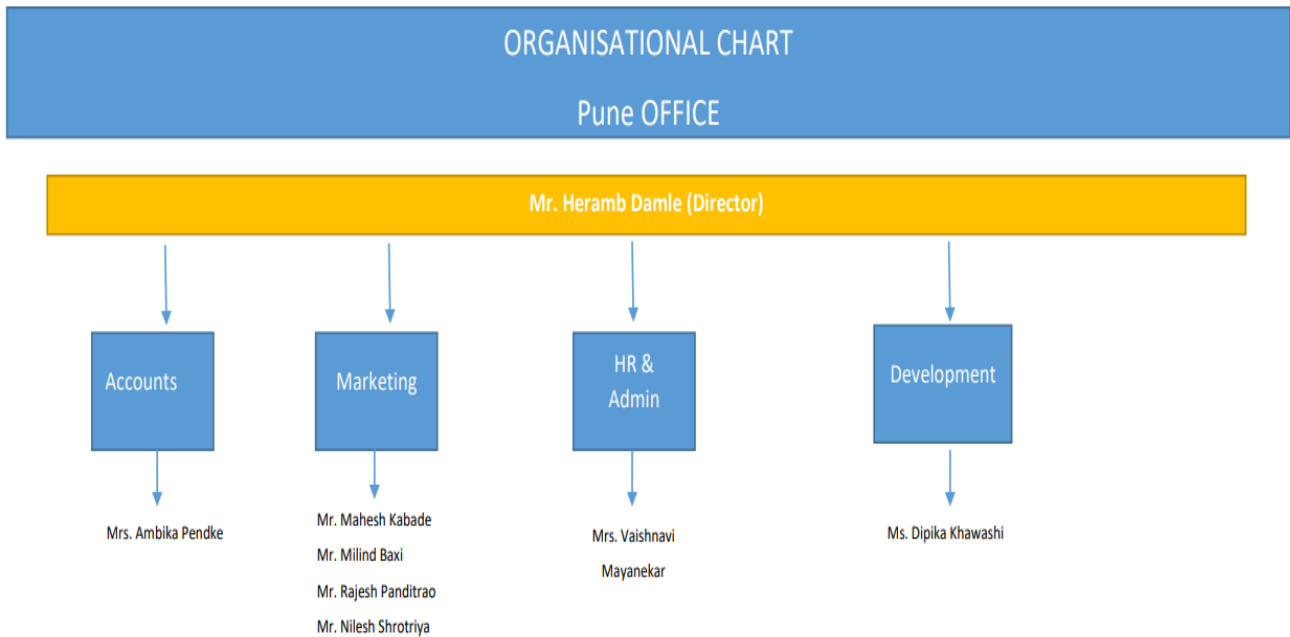 ORGANISATIONAL CHART
Pune OFFICE
Mr. Heramb Damle (Director)
Accounts
Marketing
HR &
Admin
Development
Mrs. Ambika Pendke
Mr. Mahesh Kabade
Mr. Milind Baxi
Mr. Rajesh Panditrao
Mr. Nilesh Shrotriya
Mrs. Vaishnavi
Mayanekar
Ms. Dipika Khawashi